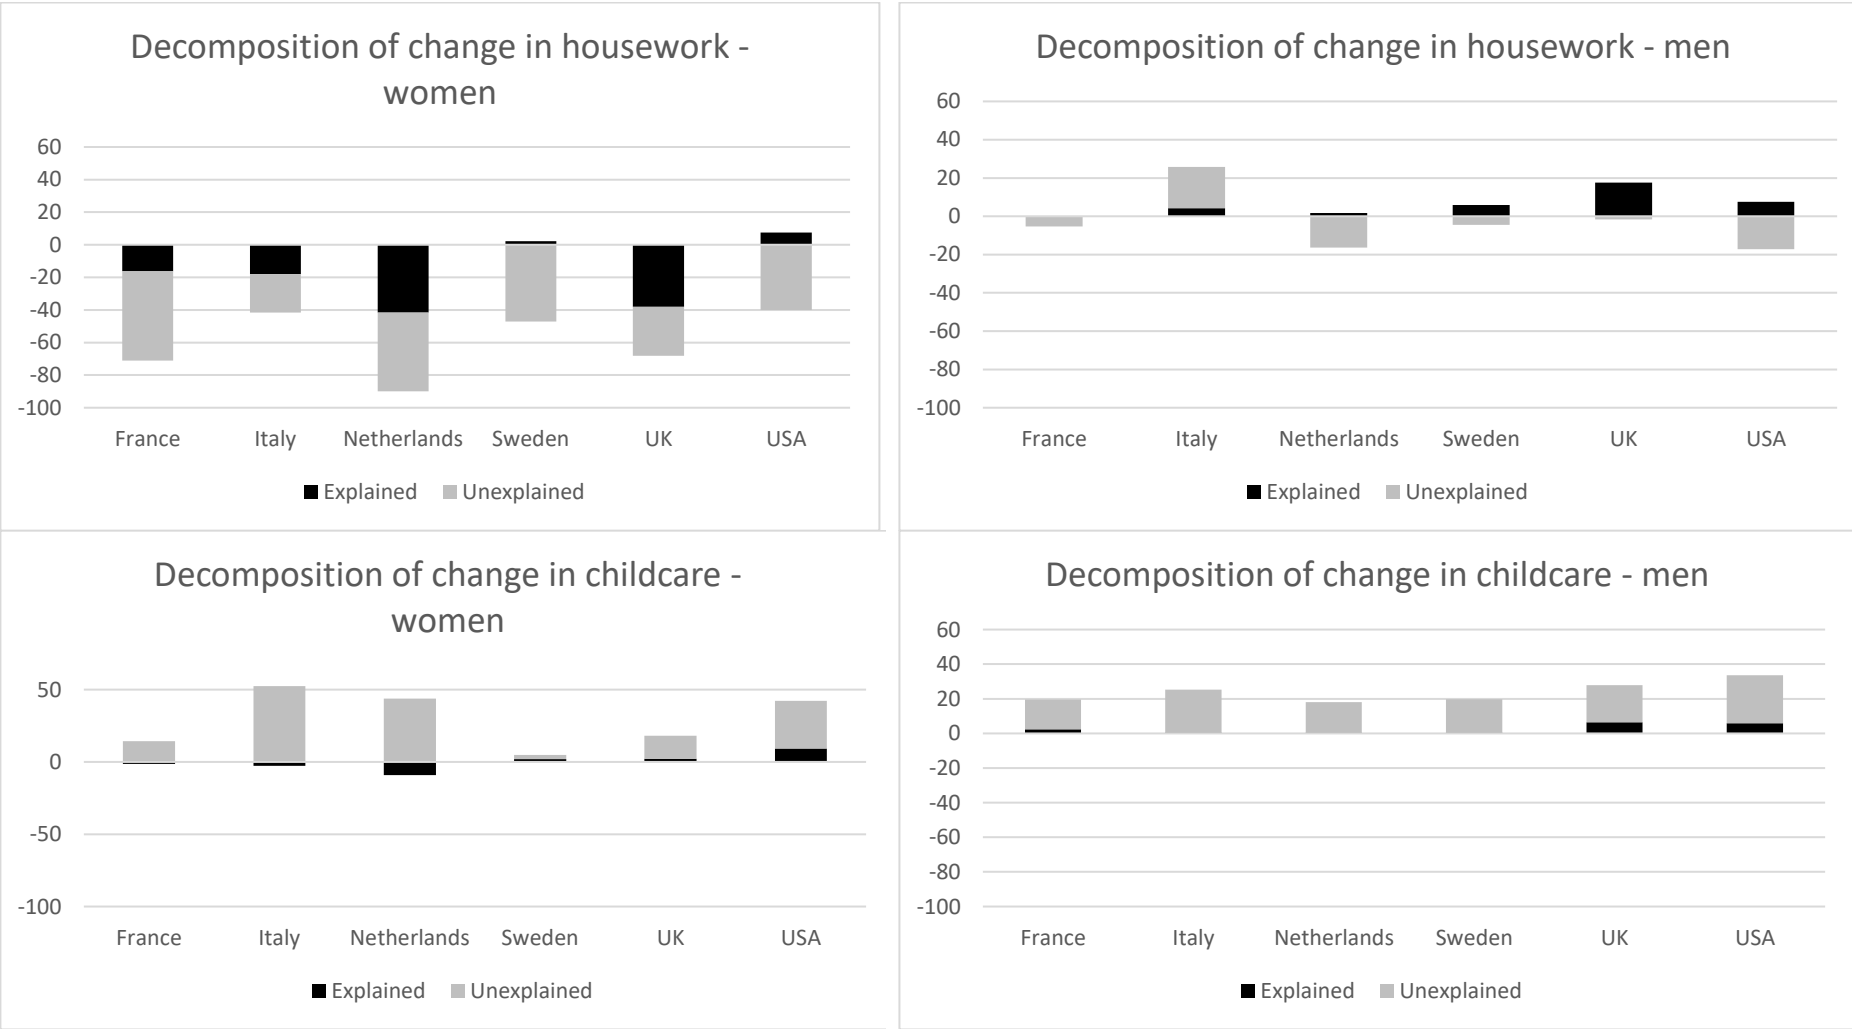 Decomposition of change in housework -
women
60
40
20
0
-20
-40
-60
-80
-100
France Italy Netherlands Sweden UK USA
Explained Unexplained
Decomposition of change in housework - men
60
40
20
0
-20
-40
-60
-80
-100
France Italy Netherlands Sweden UK USA
Explained Unexplained
Decomposition of change in childcare -
women
50
0
-50
-100
France Italy Netherlands Sweden UK USA
Explained Unexplained
Decomposition of change in childcare - men
60
40
20
0
-20
-40
-60
-80
-100
France Italy Netherlands Sweden UK USA
Explained Unexplained